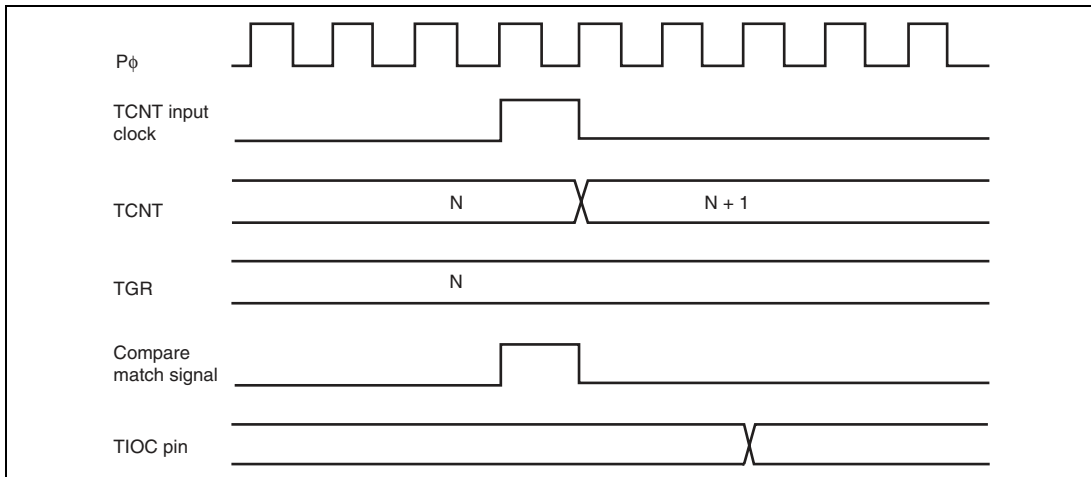 Pϕ
TCNT input
clock
TCNT
N
N + 1
TGR
N
Compare
match signal
TIOC pin